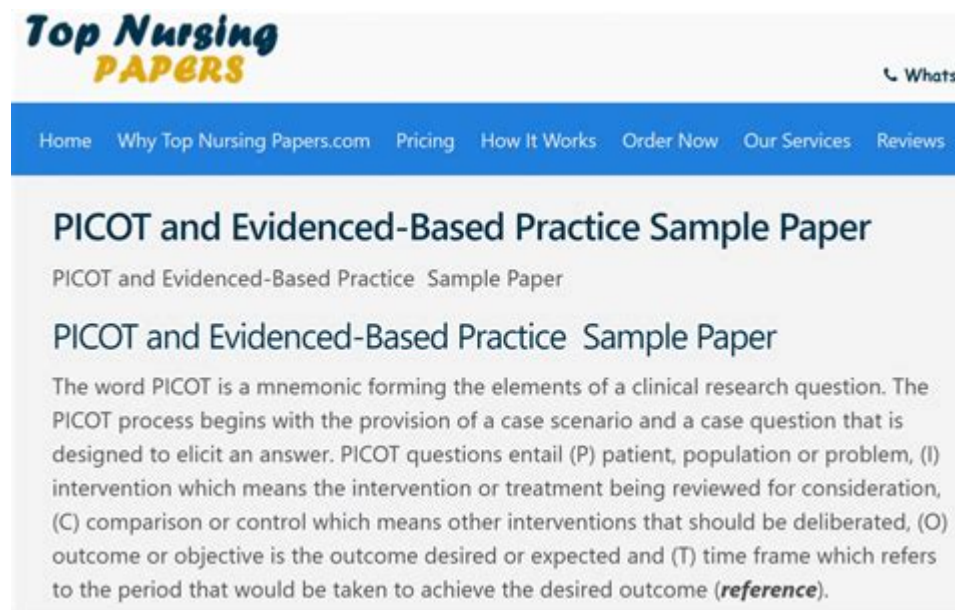 Top Nursing
PAPERS
Whats
Home Why Top Nursing Papers.com Pricing How It Works Order Now Our Services Reviews
PICOT and Evidenced-Based Practice Sample Paper
PICOT and Evidenced-Based Practice Sample Paper
PICOT and Evidenced-Based Practice Sample Paper
The word PICOT is a mnemonic forming the elements of a clinical research question. The
PICOT process begins with the provision of a case scenario and a case question that is
designed to elicit an answer. PICOT questions entail (P) patient, population or problem, (I)
intervention which means the intervention or treatment being reviewed for consideration,
(C) comparison or control which means other interventions that should be deliberated, (O)
outcome or objective is the outcome desired or expected and (T) time frame which refers
to the period that would be taken to achieve the desired outcome (reference).